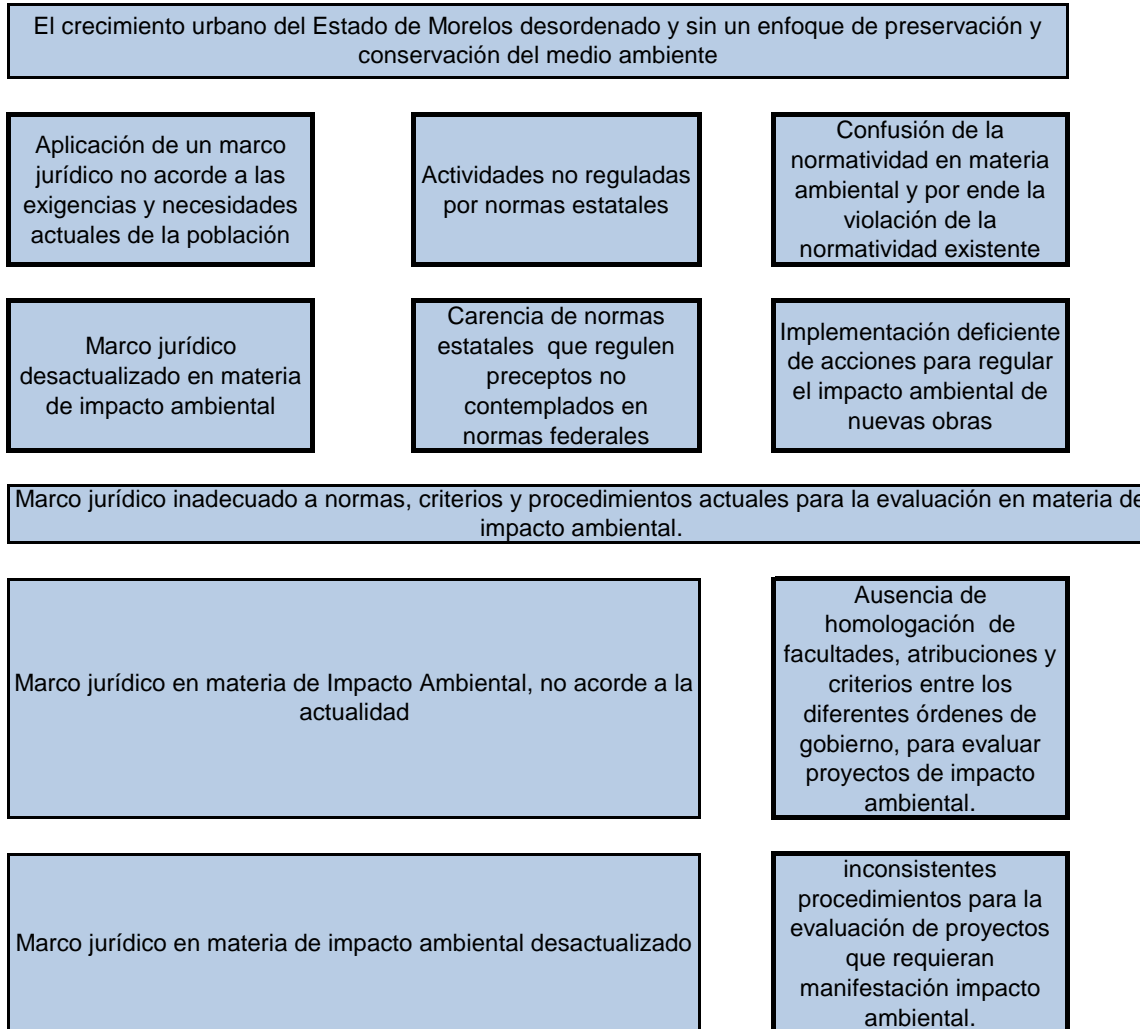 El crecimiento urbano del Estado de Morelos desordenado y sin un enfoque de preservación y
conservación del medio ambiente
Aplicación de un marco
jurídico no acorde a las
exigencias y necesidades
actuales de la población
Actividades no reguladas
por normas estatales
Confusión de la
normatividad en materia
ambiental y por ende la
violación de la
normatividad existente
Marco jurídico
desactualizado en materia
de impacto ambiental
Carencia de normas
estatales que regulen
preceptos no
contemplados en
normas federales
Implementación deficiente
de acciones para regular
el impacto ambiental de
nuevas obras
Marco jurídico inadecuado a normas, criterios y procedimientos actuales para la evaluación en materia de
impacto ambiental.
Marco jurídico en materia de Impacto Ambiental, no acorde a la
actualidad
Ausencia de
homologación de
facultades, atribuciones y
criterios entre los
diferentes órdenes de
gobierno, para evaluar
proyectos de impacto
ambiental.
Marco jurídico en materia de impacto ambiental desactualizado
inconsistentes
procedimientos para la
evaluación de proyectos
que requieran
manifestación impacto
ambiental.